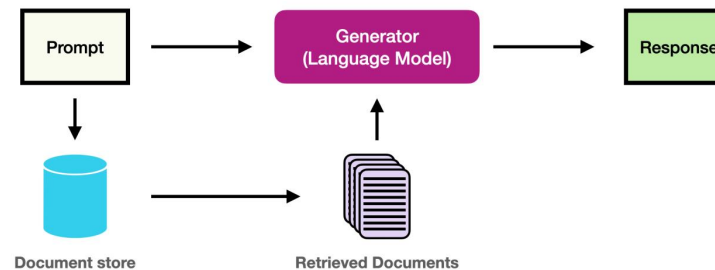 Prompt
Generator
(Language Model)
Response
Document store
Retrieved Documents